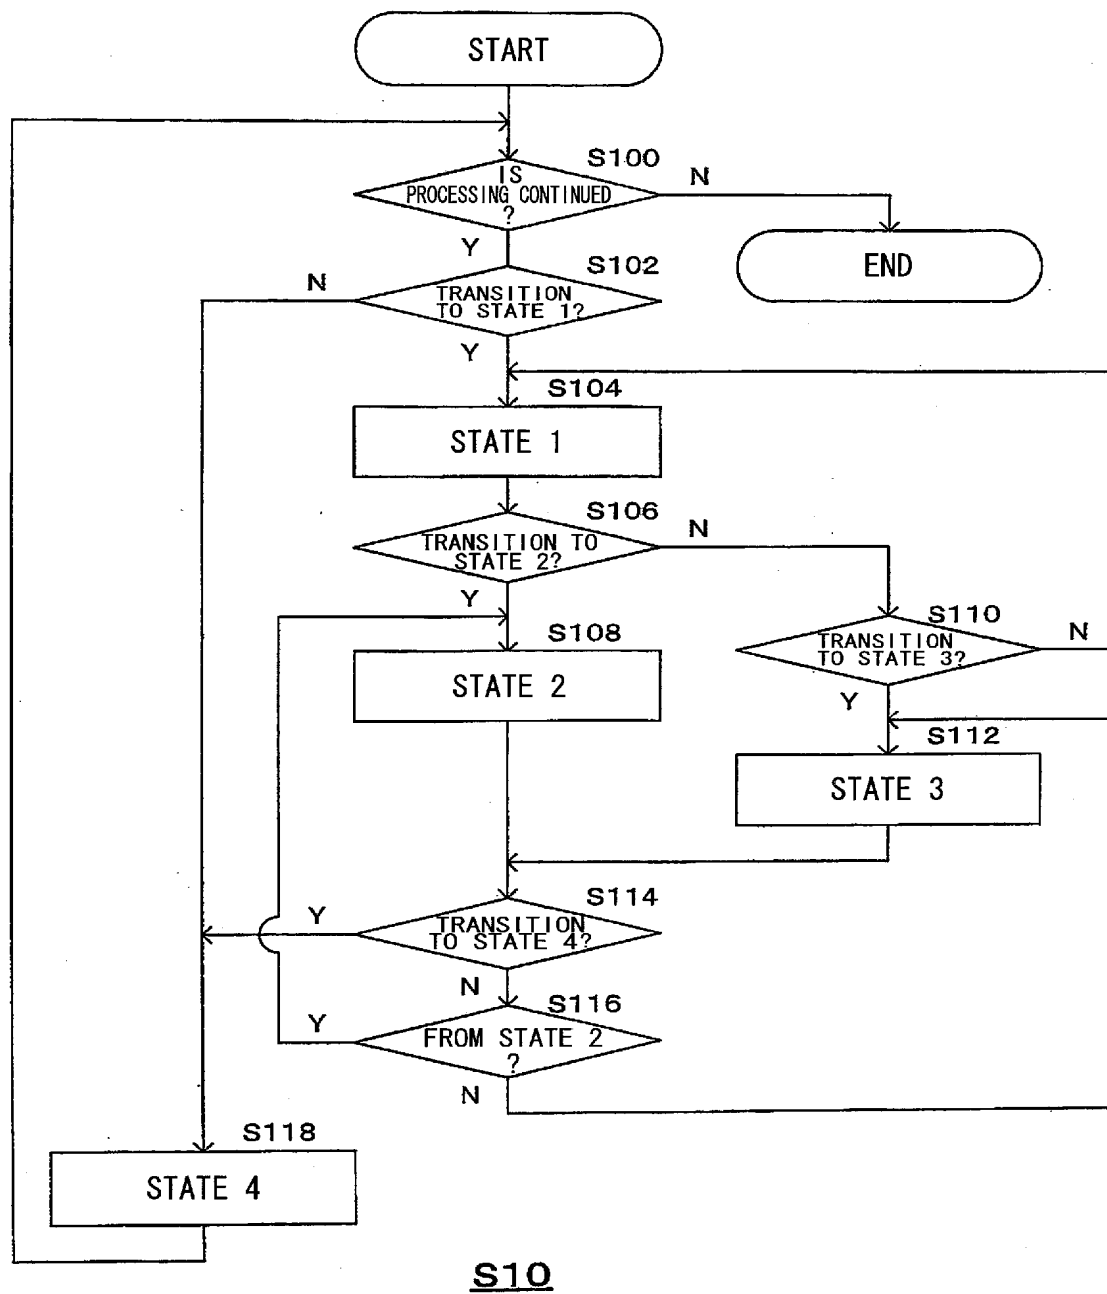 START
S100
IS
PROCESSING CONTINUED
?
N
Y
END
S102
N
TRANSITION
TO STATE 1?
Y
S104
STATE 1
S106
N
TRANSITION TO
STATE 2?
Y
S108
STATE 2
S110
N
TRANSITION
TO STATE 3?
Y
S112
STATE 3
S114
Y
TRANSITION
TO STATE 4?
N
S116
Y
FROM STATE 2
?
N
S118
STATE 4
S10